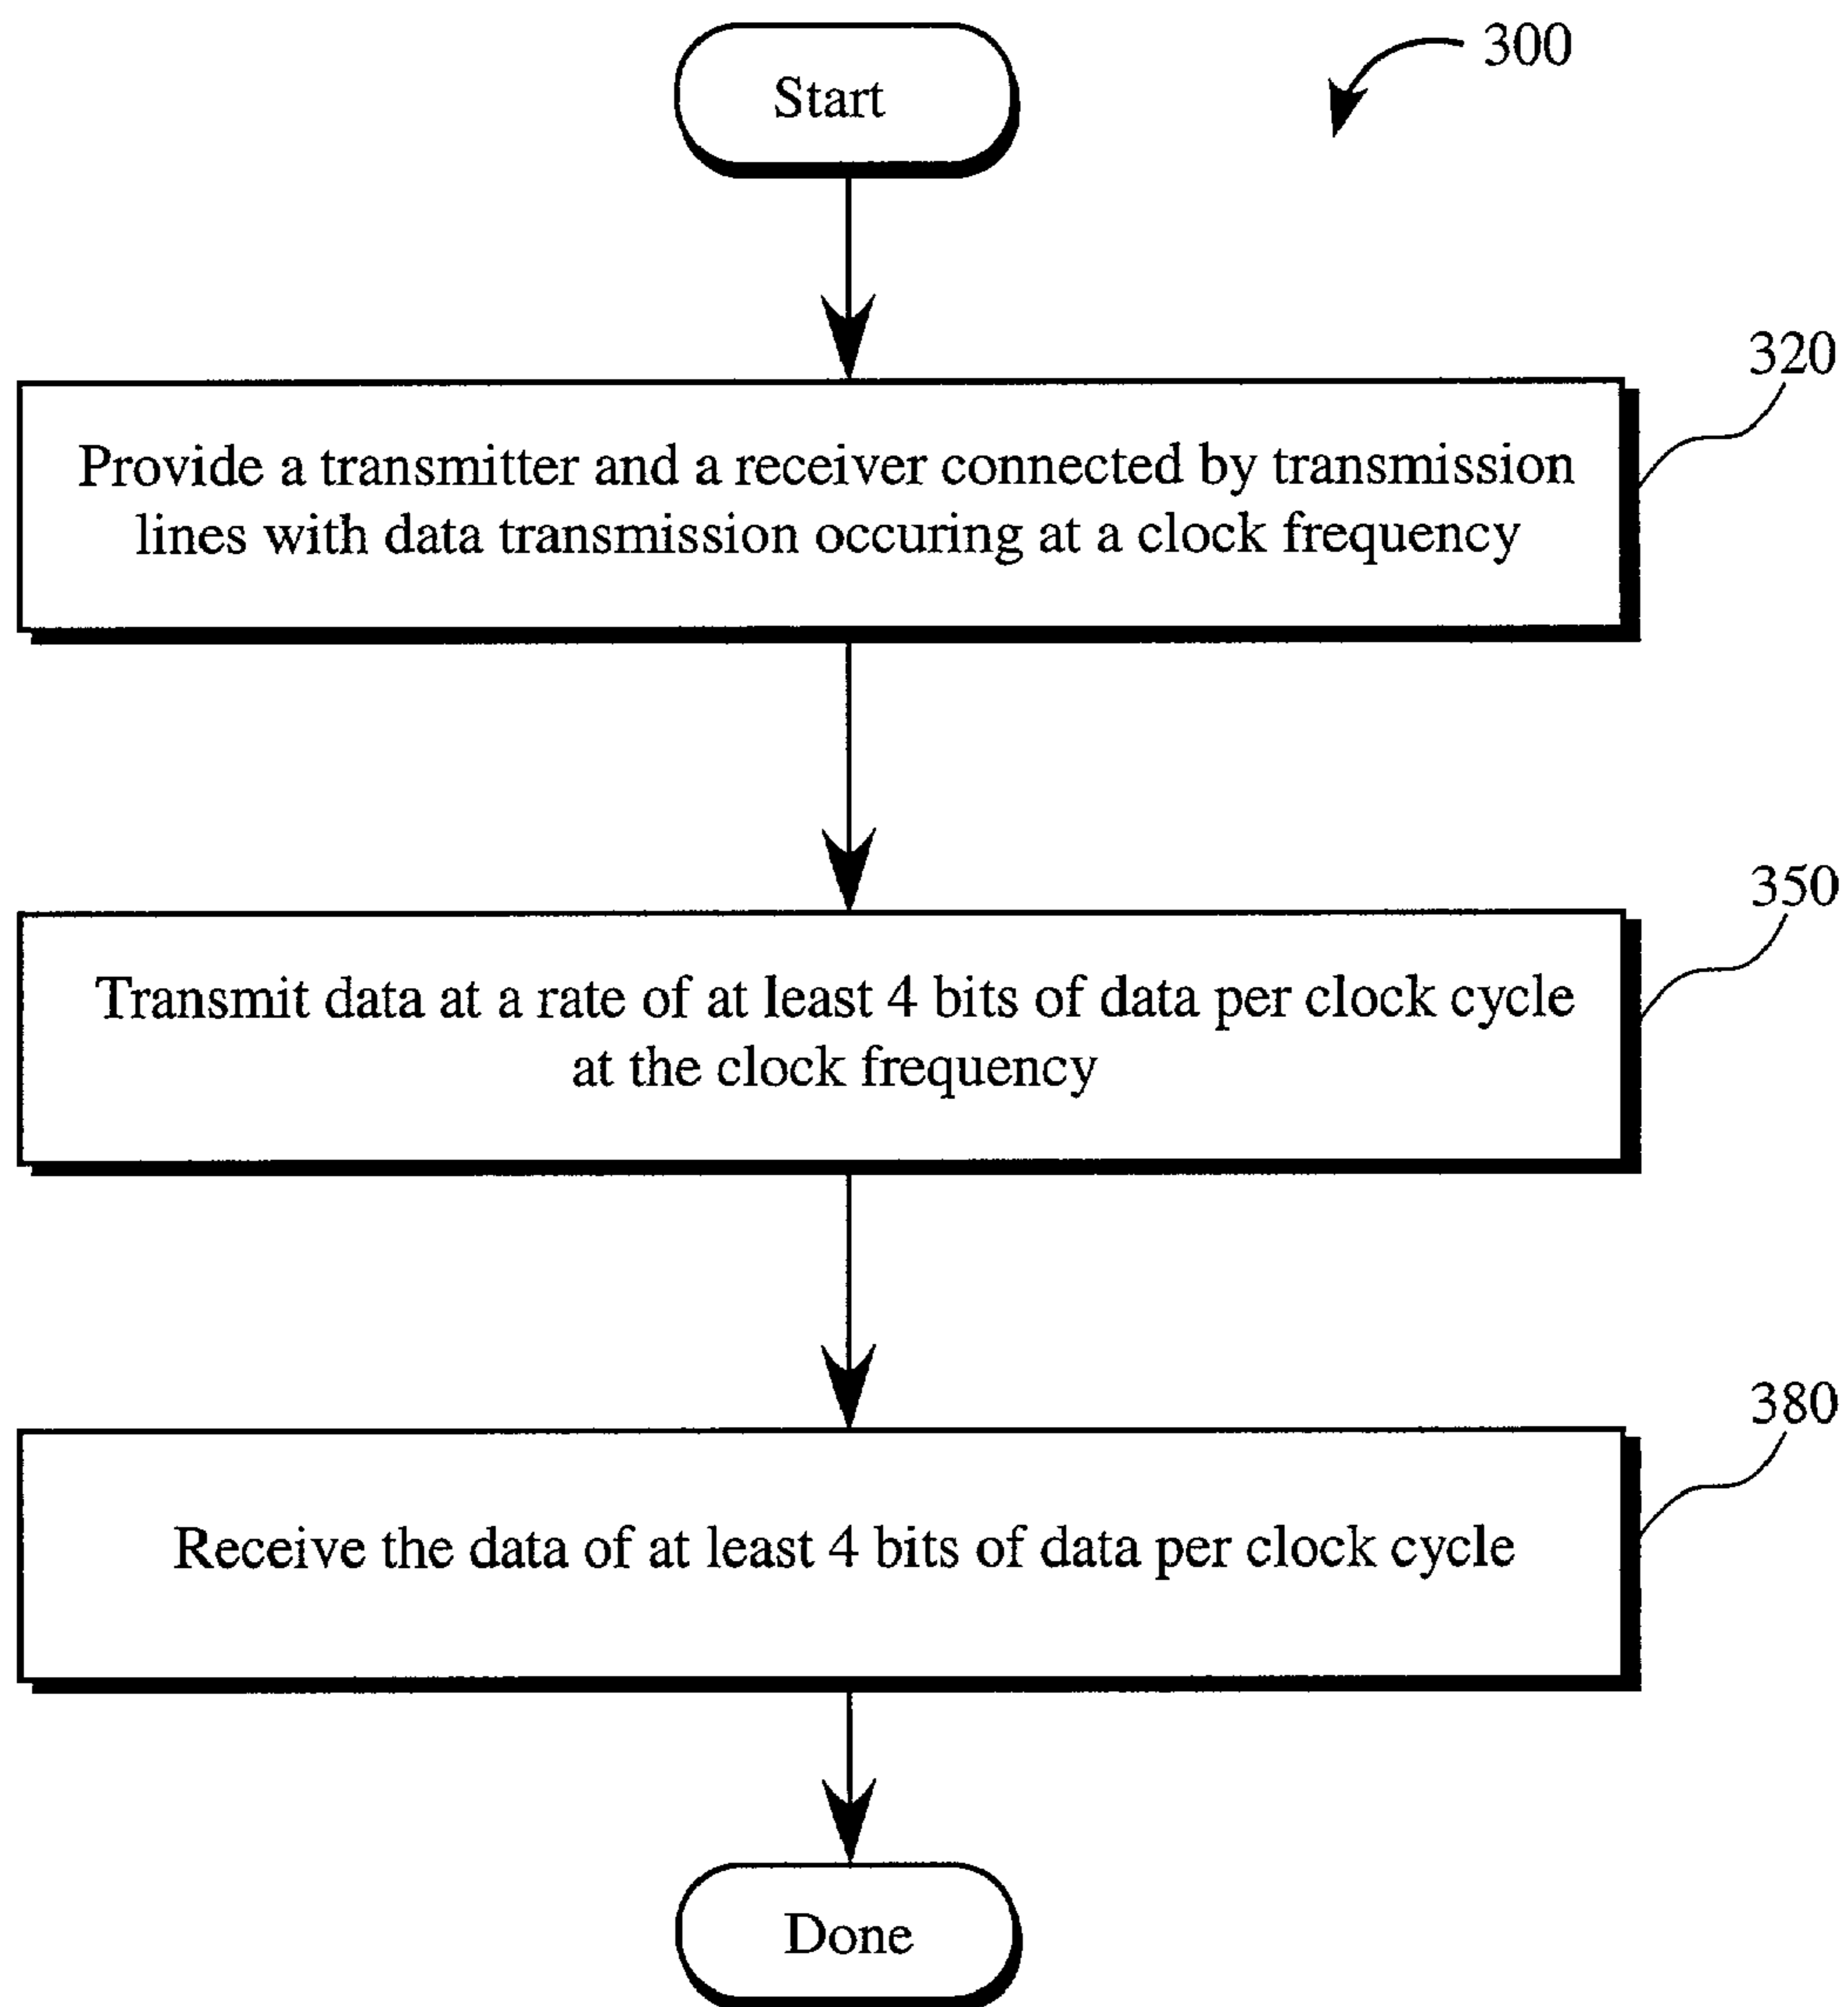 Start
300
320
Provide a transmitter and a receiver connected by transmission
lines with data transmission occuring at a clock frequency
350
Transmit data at a rate of at least 4 bits of data per clock cycle
at the clock frequency
380
Receive the data of at least 4 bits of data per clock cycle
Done